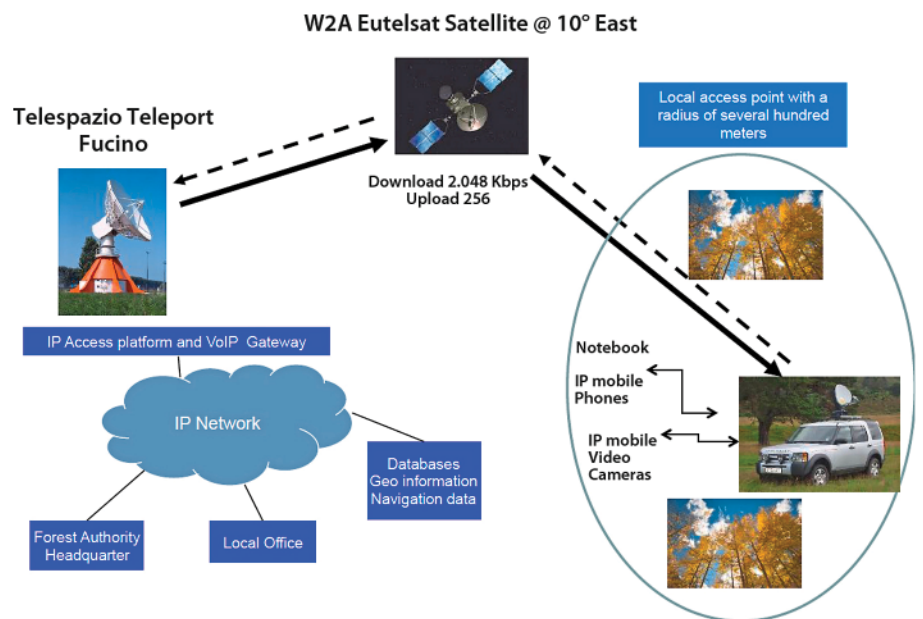 W2A Eutelsat Satellite @ 10° East
Telespazio Teleport
Fucino
Download 2.048 Kbps
Upload 256
Local access point with a
radius of several hundred
meters
IP Access platform and VoIP Gateway
IP Network
Databases
Geo information
Navigation data
Forest Authority
Headquarter
Local Office
Notebook
IP mobile
Phones
IP mobile
Video
Cameras